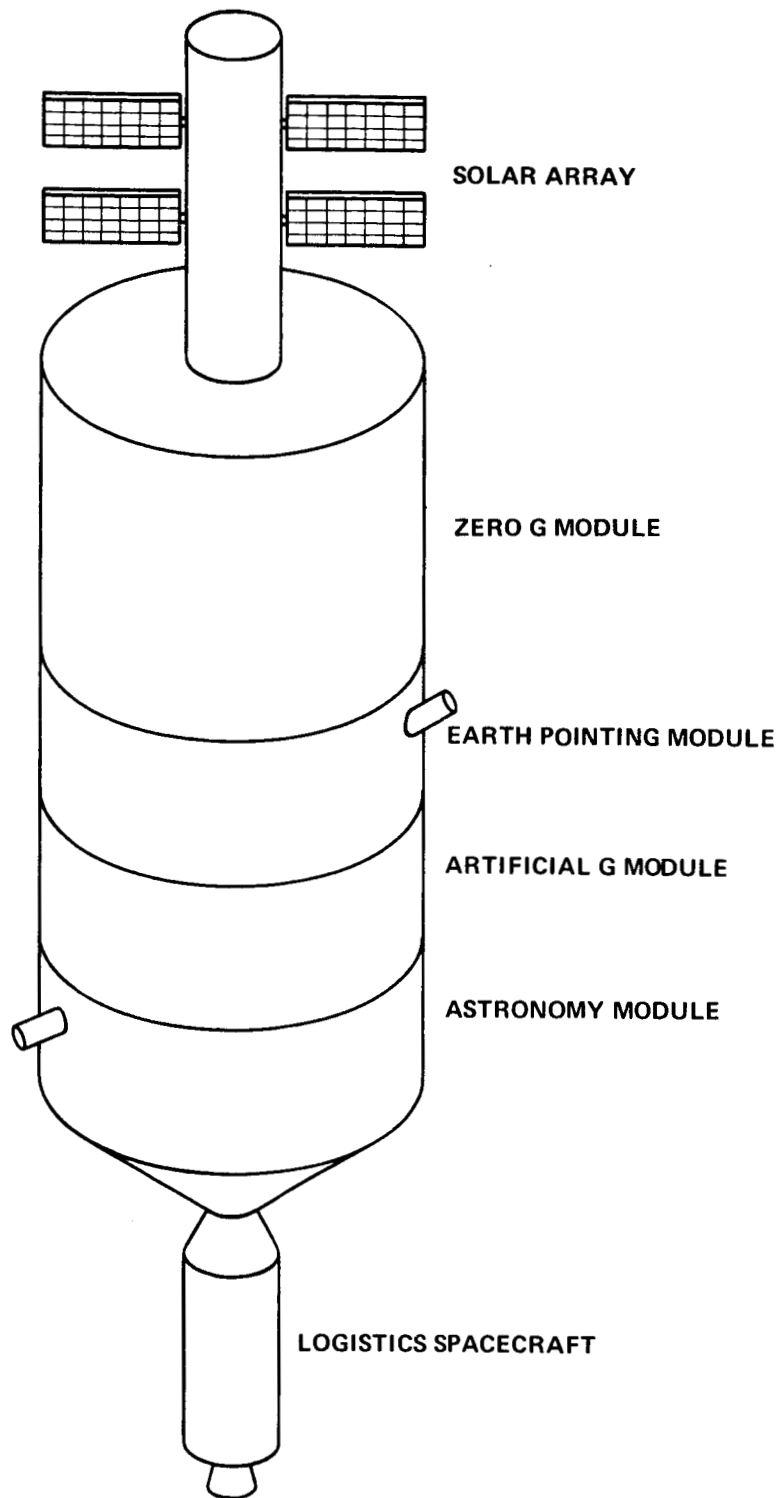 SOLAR ARRAY
ZERO G MODULE
EARTH POINTING MODULE
ARTIFICIAL G MODULE
ASTRONOMY MODULE
LOGISTICS SPACECRAFT